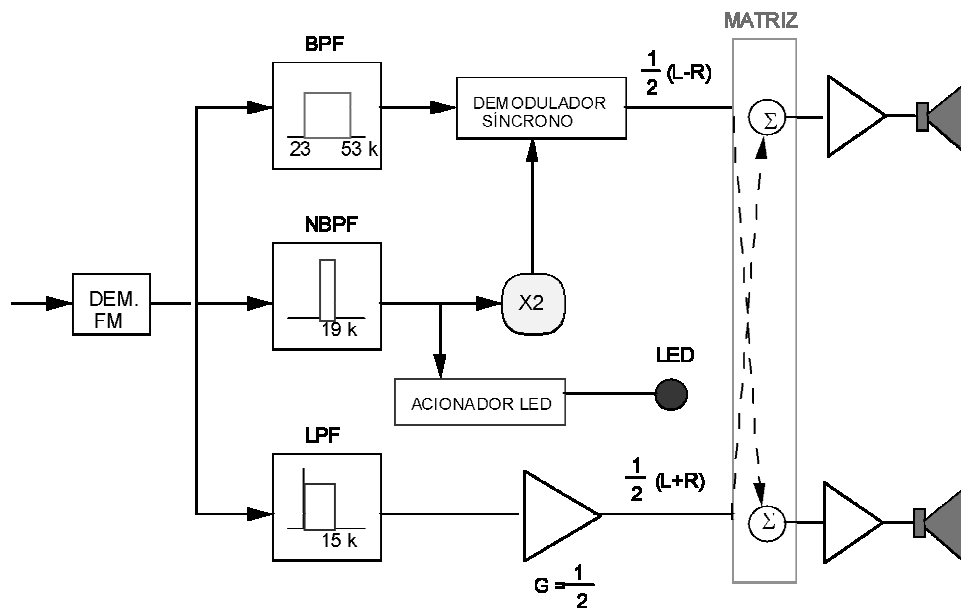 MATRIZ
BPF
23 53 k
DEMODULADOR
SÍNCRONO
1/2 (L-R)
Σ
NBPF
19 k
DEM.
FM
X2
LED
ACIONADOR LED
LPF
15 k
1/2 (L+R)
Σ
G = 1/2